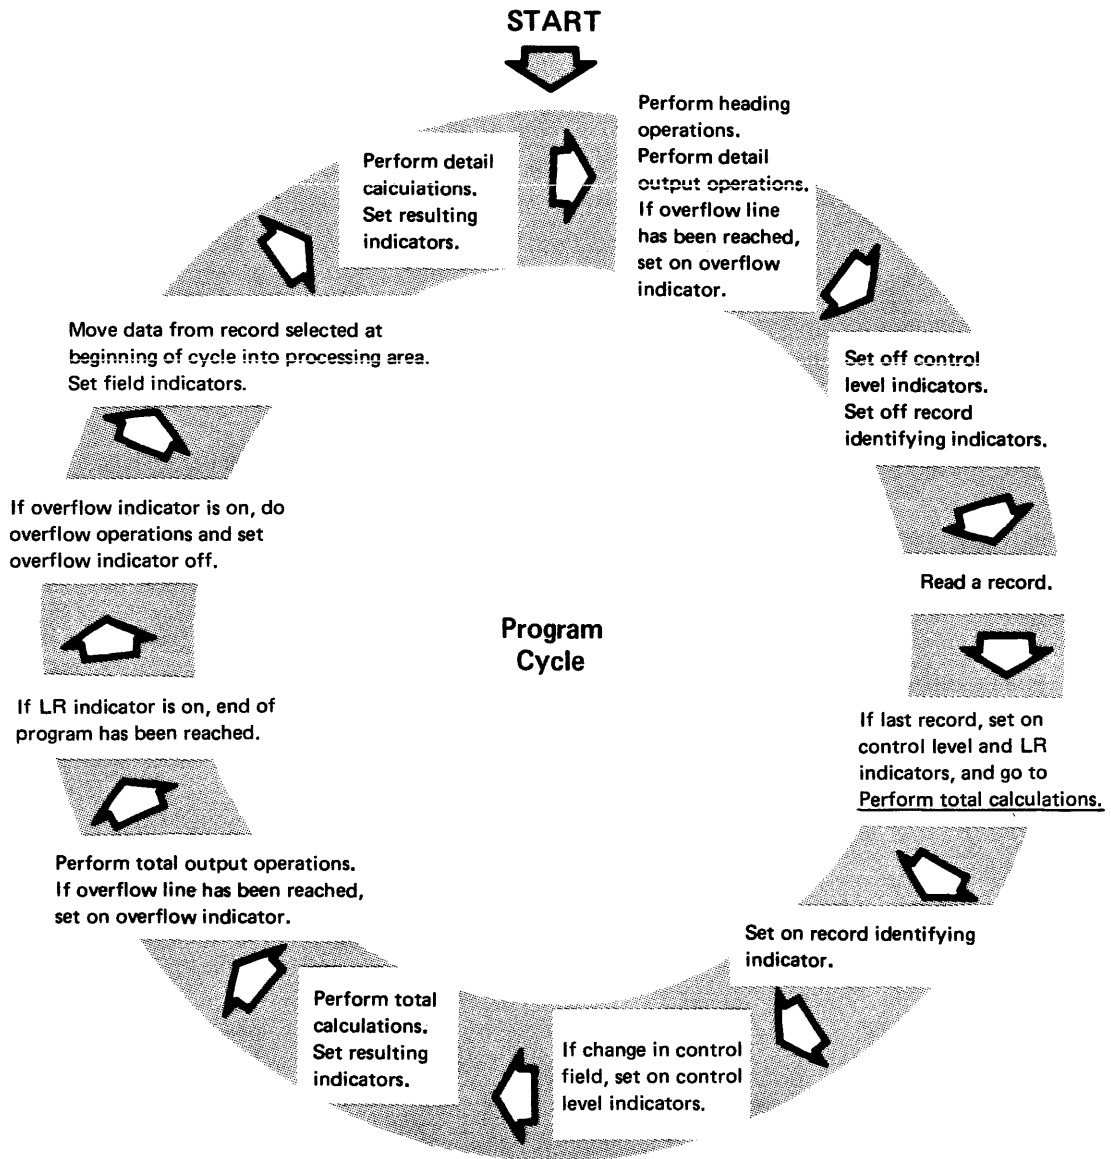 START
Perform heading
operations.
Perform detail
output operations.
If overflow line
has been reached,
set on overflow
indicator.
Set off control
level indicators.
Set off record
identifying indicators.
Read a record.
If last record, set on
control level and LR
indicators, and go to
Perform total calculations.
Set on record identifying
indicator.
If change in control
field, set on control
level indicators.
Perform total
calculations.
Set resulting
indicators.
Perform total output operations.
If overflow line has been reached,
set on overflow indicator.
If LR indicator is on, end of
program has been reached.
If overflow indicator is on, do
overflow operations and set
overflow indicator off.
Move data from record selected at
beginning of cycle into processing area.
Set field indicators.
Perform detail
calculations.
Set resulting
indicators.
Program
Cycle